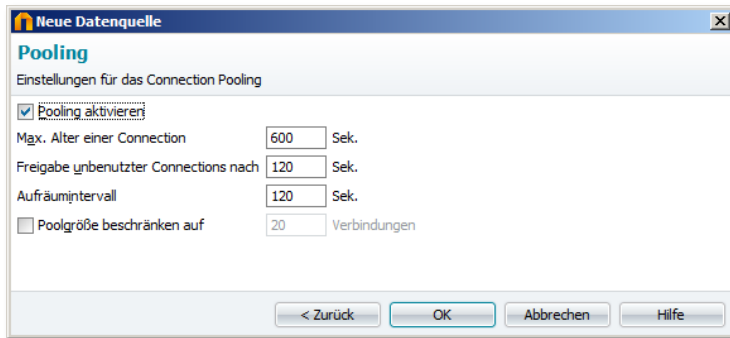 Neue Datenquelle
Pooling
Einstellungen für das Connection Pooling
Pooling aktivieren
Max. Alter einer Connection 600 Sek.
Freigabe unbenutzter Connections nach 120 Sek.
Aufräumintervall 120 Sek.
Poolgröße beschränken auf 20 Verbindungen
< Zurück OK Abbrechen Hilfe